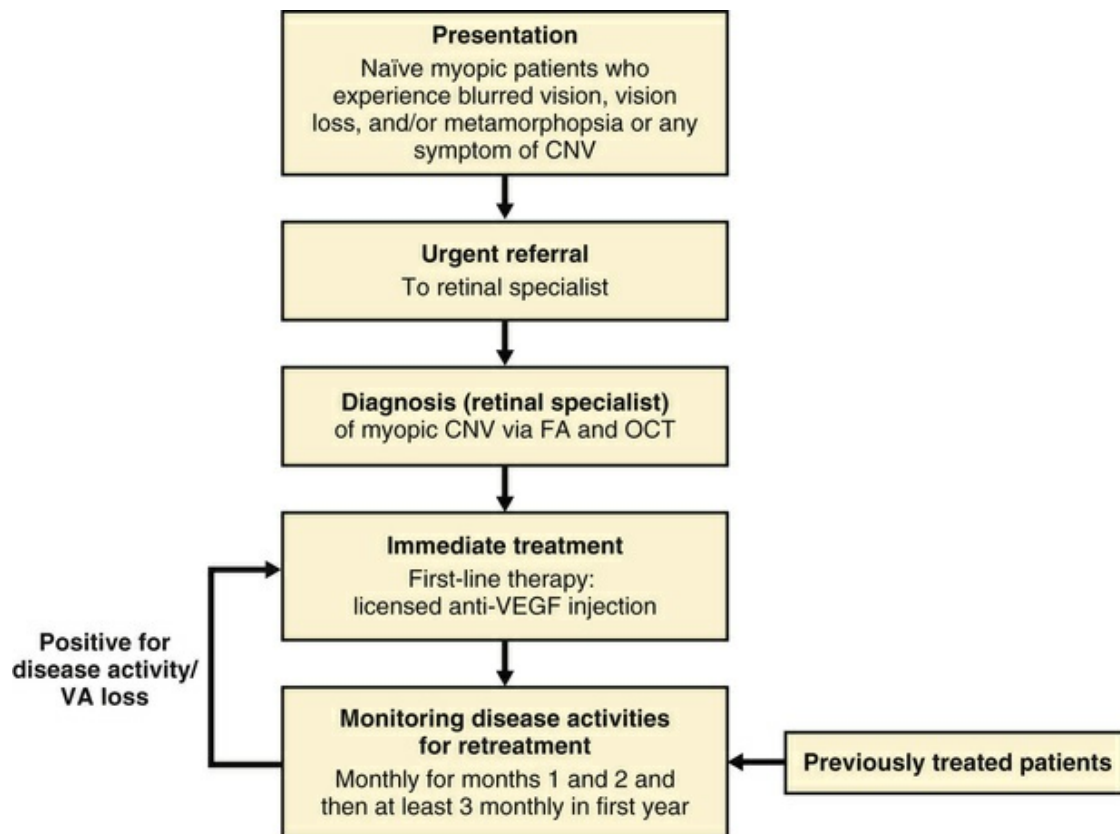 Presentation
Naïve myopic patients who
experience blurred vision, vision
loss, and/or metamorphopsia or any
symptom of CNV
Urgent referral
To retinal specialist
Diagnosis (retinal specialist)
of myopic CNV via FA and OCT
Immediate treatment
First-line therapy:
licensed anti-VEGF injection
Positive for
disease activity/
VA loss
Monitoring disease activities
for retreatment
Monthly for months 1 and 2 and
then at least 3 monthly in first year
Previously treated patients